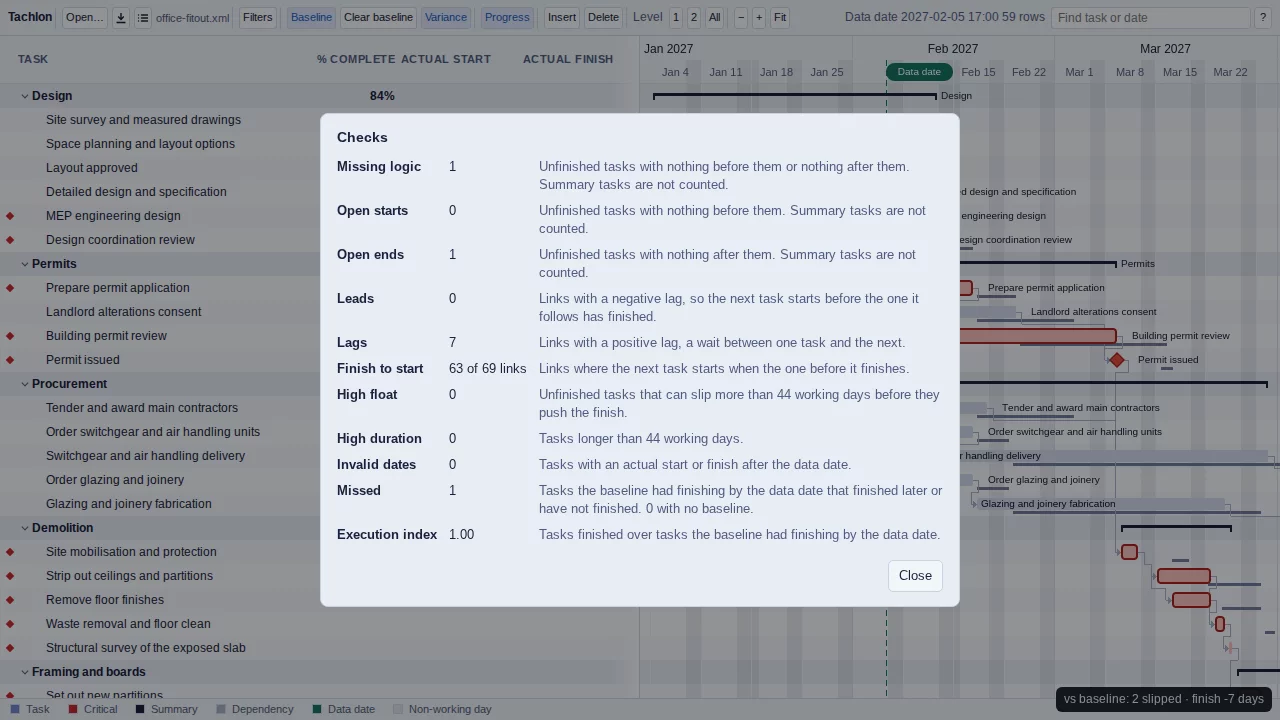 Tachlon Open... office-fitout.xml Filters Baseline Clear baseline Variance Progress Insert Delete Level 1 2 All − + Fit Data date 2027-02-05 17:00 59 rows Find task or date ?
TASK % COMPLETE ACTUAL START ACTUAL FINISH
Jan 2027 Feb 2027 Mar 2027
Jan 4 Jan 11 Jan 18 Jan 25 Data date Feb 15 Feb 22 Mar 1 Mar 8 Mar 15 Mar 22
Design 84% Design
Site survey and measured drawings
Space planning and layout options
Layout approved
Detailed design and specification d design and specification
MEP engineering design engineering design
Design coordination review esign coordination review
Permits Permits
Prepare permit application Prepare permit application
Landlord alterations consent Landlord alterations consent
Building permit review Building permit review
Permit issued Permit issued
Procurement
Tender and award main contractors Tender and award main contractors
Order switchgear and air handling units Order switchgear and air handling units
Switchgear and air handling delivery r handling delivery
Order glazing and joinery Order glazing and joinery
Glazing and joinery fabrication Glazing and joinery fabrication
Demolition
Site mobilisation and protection
Strip out ceilings and partitions
Remove floor finishes
Waste removal and floor clean
Structural survey of the exposed slab
Framing and boards
Set out new partitions
Checks
Missing logic 1 Unfinished tasks with nothing before them or nothing after them.
Summary tasks are not counted.
Open starts 0 Unfinished tasks with nothing before them. Summary tasks are not
counted.
Open ends 1 Unfinished tasks with nothing after them. Summary tasks are not
counted.
Leads 0 Links with a negative lag, so the next task starts before the one it
follows has finished.
Lags 7 Links with a positive lag, a wait between one task and the next.
Finish to start 63 of 69 links Links where the next task starts when the one before it finishes.
High float 0 Unfinished tasks that can slip more than 44 working days before they
push the finish.
High duration 0 Tasks longer than 44 working days.
Invalid dates 0 Tasks with an actual start or finish after the data date.
Missed 1 Tasks the baseline had finishing by the data date that finished later or
have not finished. 0 with no baseline.
Execution index 1.00 Tasks finished over tasks the baseline had finishing by the data date.
Close
Task Critical Summary Dependency Data date Non-working day
vs baseline: 2 slipped · finish -7 days